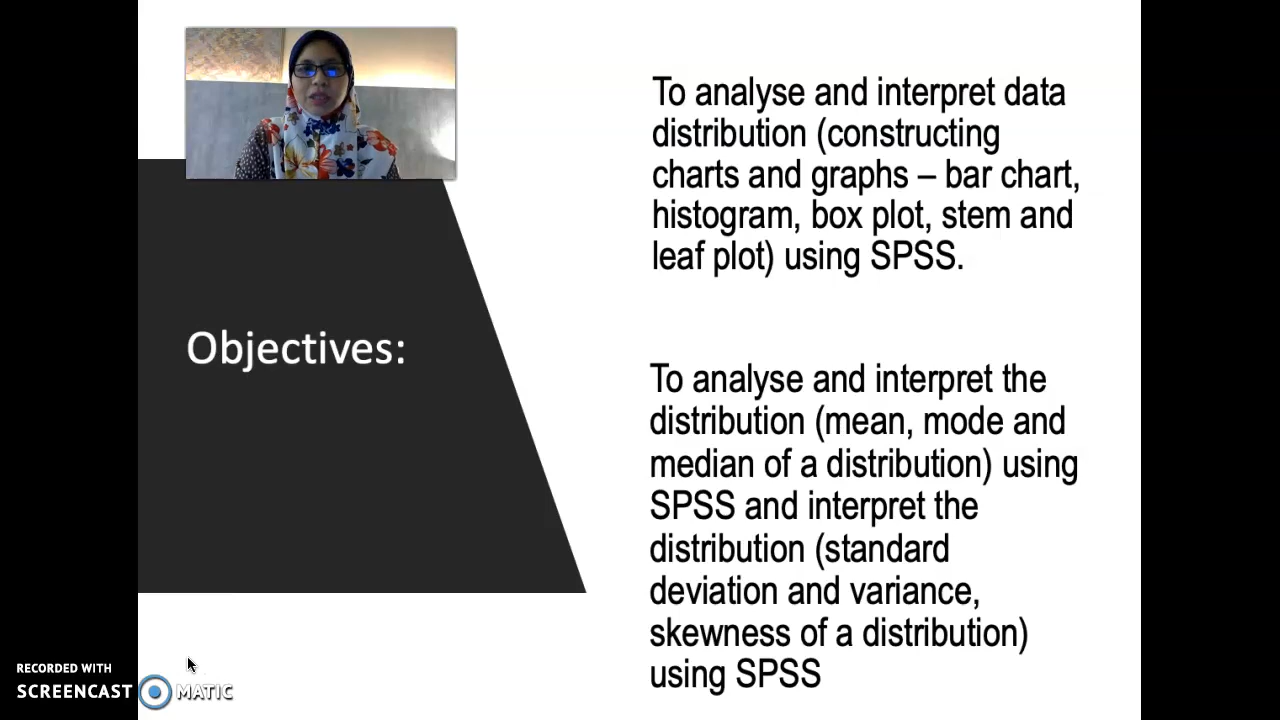 To analyse and interpret data
distribution (constructing
charts and graphs – bar chart,
histogram, box plot, stem and
leaf plot) using SPSS.
Objectives:
To analyse and interpret the
distribution (mean, mode and
median of a distribution) using
SPSS and interpret the
distribution (standard
deviation and variance,
skewness of a distribution)
using SPSS
RECORDED WITH
SCREENCAST MATIC